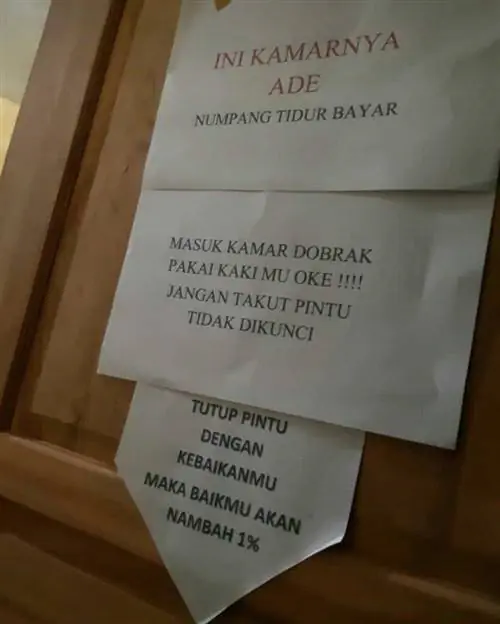 INI KAMARNYA
ADE
NUMPANG TIDUR BAYAR
MASUK KAMAR DOBRAK
PAKAI KAKI MU OKE !!!!
JANGAN TAKUT PINTU
TIDAK DIKUNCI
TUTUP PINTU
DENGAN
KEBAIKANMU
MAKA BAIKMU AKAN
NAMBAH 1%